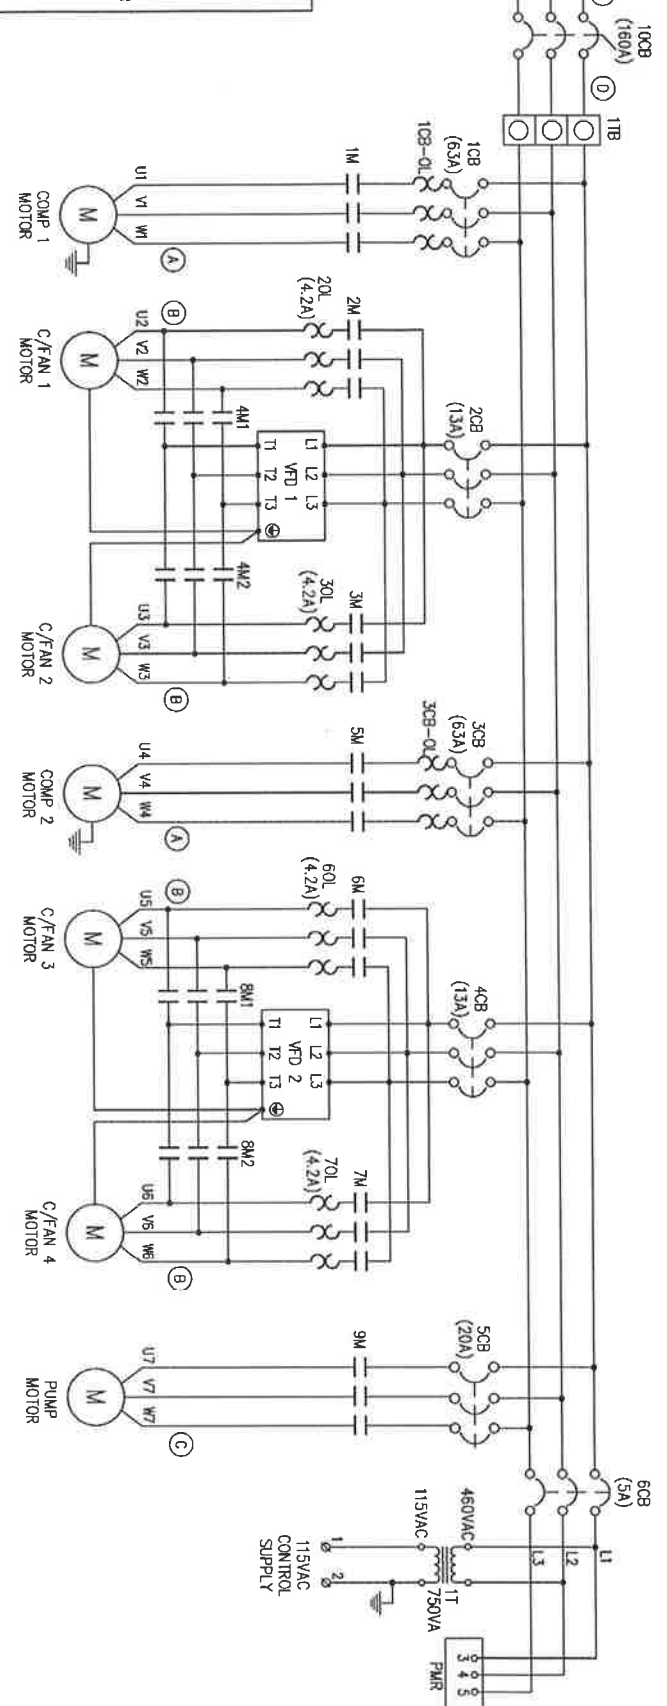 10CB
(160A)
D
1TB
1CB
(63A)
1CB-OL
1M
U1
V1
W1
A
M
COMP 1
MOTOR
2CB
(13A)
2M
2OL
(4.2A)
B
U2
V2
W2
M
C/FAN 1
MOTOR
4M1
L1
L2
L3
VFD 1
T1
T2
T3
4M2
3M
3OL
(4.2A)
U3
V3
W3
B
M
C/FAN 2
MOTOR
3CB
(63A)
3CB-OL
5M
U4
V4
W4
A
M
COMP 2
MOTOR
4CB
(13A)
6M
6OL
(4.2A)
B
U5
V5
W5
M
C/FAN 3
MOTOR
8M1
L1
L2
L3
VFD 2
T1
T2
T3
8M2
7M
7OL
(4.2A)
U6
V6
W6
B
M
C/FAN 4
MOTOR
5CB
(20A)
9M
U7
V7
W7
C
M
PUMP
MOTOR
6CB
(5A)
L1
L2
L3
460VAC
1T
750VA
115VAC
1
2
115VAC
CONTROL
SUPPLY
3
4
5
PMR